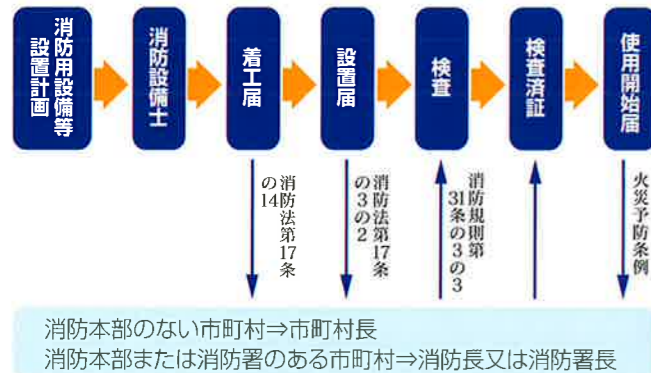 消防用設備等
設置計画
消防設備士
着工届
設置届
検査
検査済証
使用開始届
消防法第17条
の14
消防法第17条
の3の2
消防規則第
31条の3の3
火災予防条例
消防本部のない市町村⇒市町村長
消防本部または消防署のある市町村⇒消防長又は消防署長